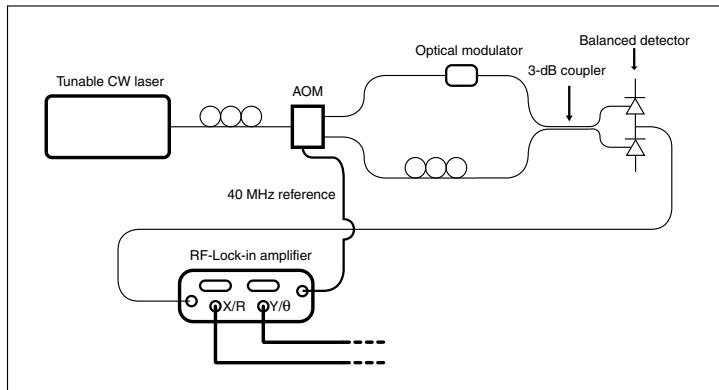 Optical modulator
Balanced detector
3-dB coupler
Tunable CW laser
AOM
40 MHz reference
RF-Lock-in amplifier
X/R
Y/θ